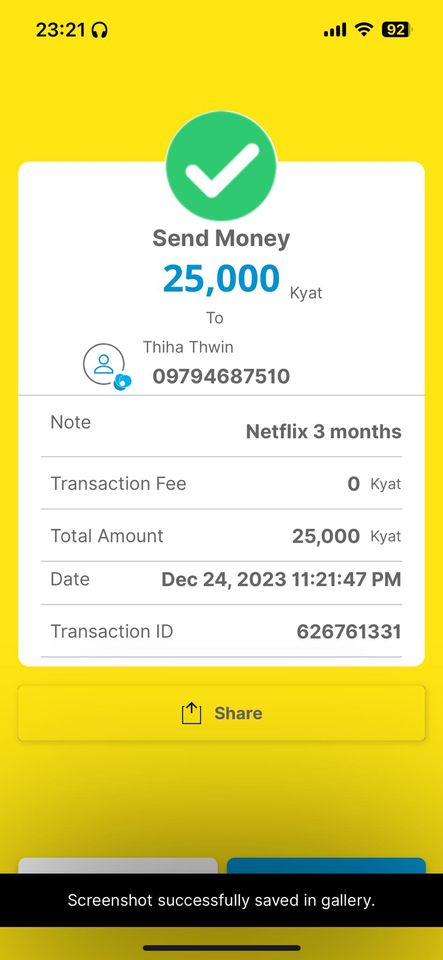 23:21
92
Send Money
25,000 Kyat
To
Thiha Thwin
09794687510
Note
Netflix 3 months
Transaction Fee 0 Kyat
Total Amount 25,000 Kyat
Date Dec 24, 2023 11:21:47 PM
Transaction ID 626761331
Share
Screenshot successfully saved in gallery.